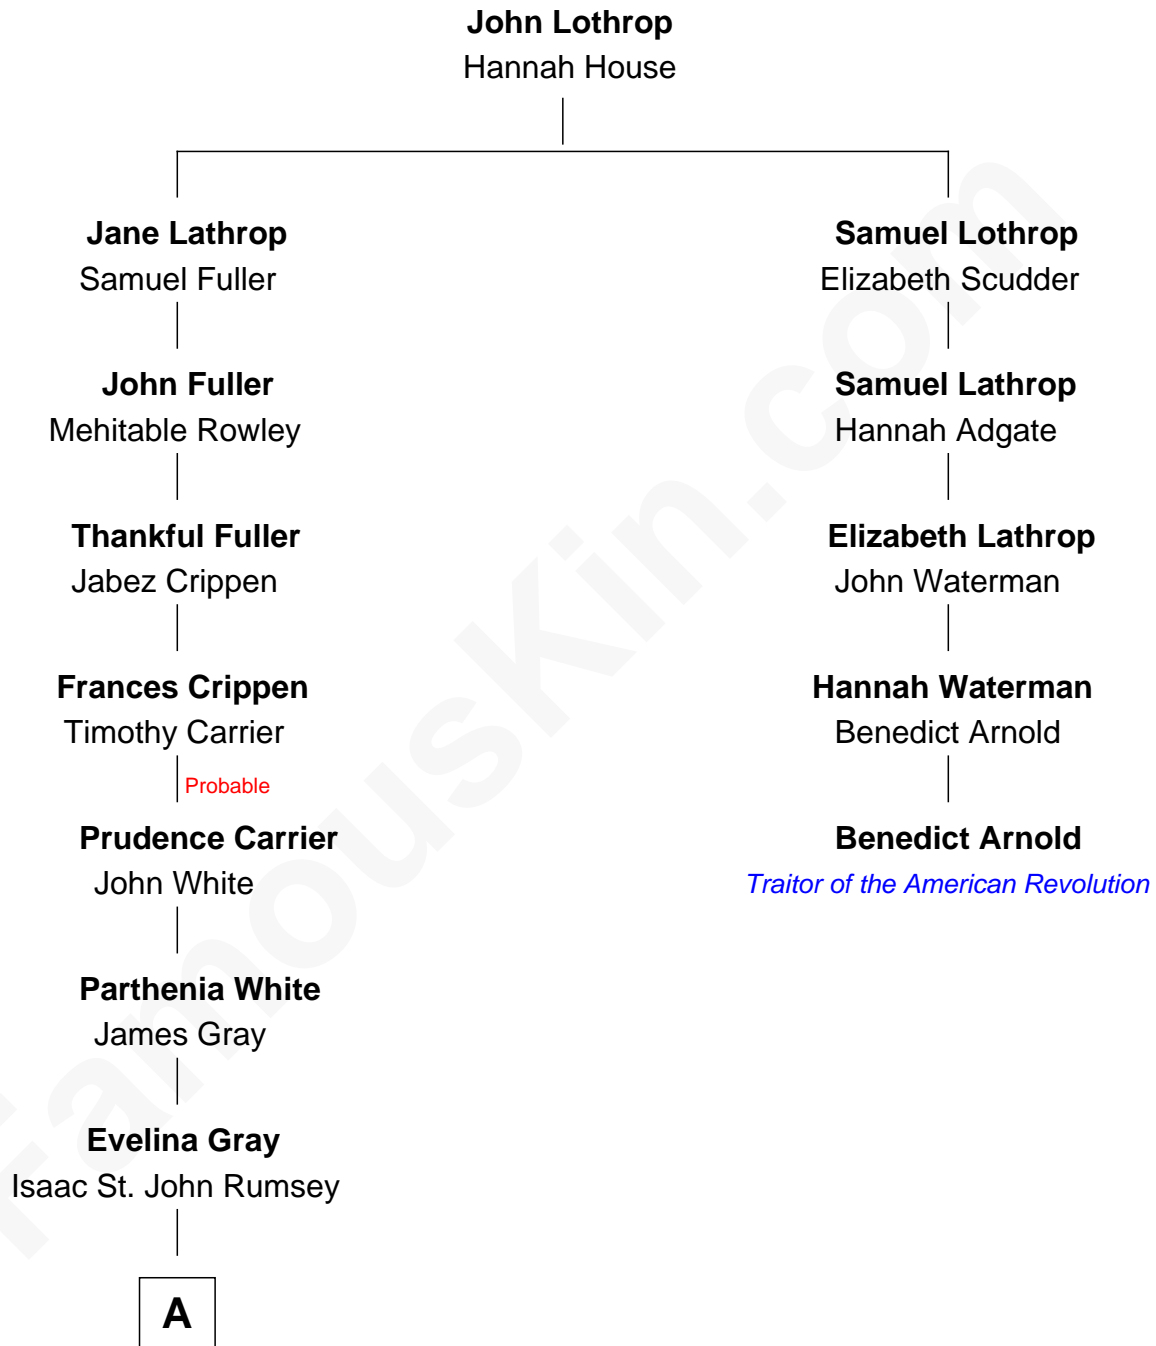 John Lothrop
Hannah House
Jane Lathrop
Samuel Fuller
Samuel Lothrop
Elizabeth Scudder
John Fuller
Mehitable Rowley
Samuel Lathrop
Hannah Adgate
Thankful Fuller
Jabez Crippen
Elizabeth Lathrop
John Waterman
Frances Crippen
Timothy Carrier
Hannah Waterman
Benedict Arnold
Probable
Prudence Carrier
John White
Benedict Arnold
Traitor of the American Revolution
Parthenia White
James Gray
Evelina Gray
Isaac St. John Rumsey
A
FamousKin.com